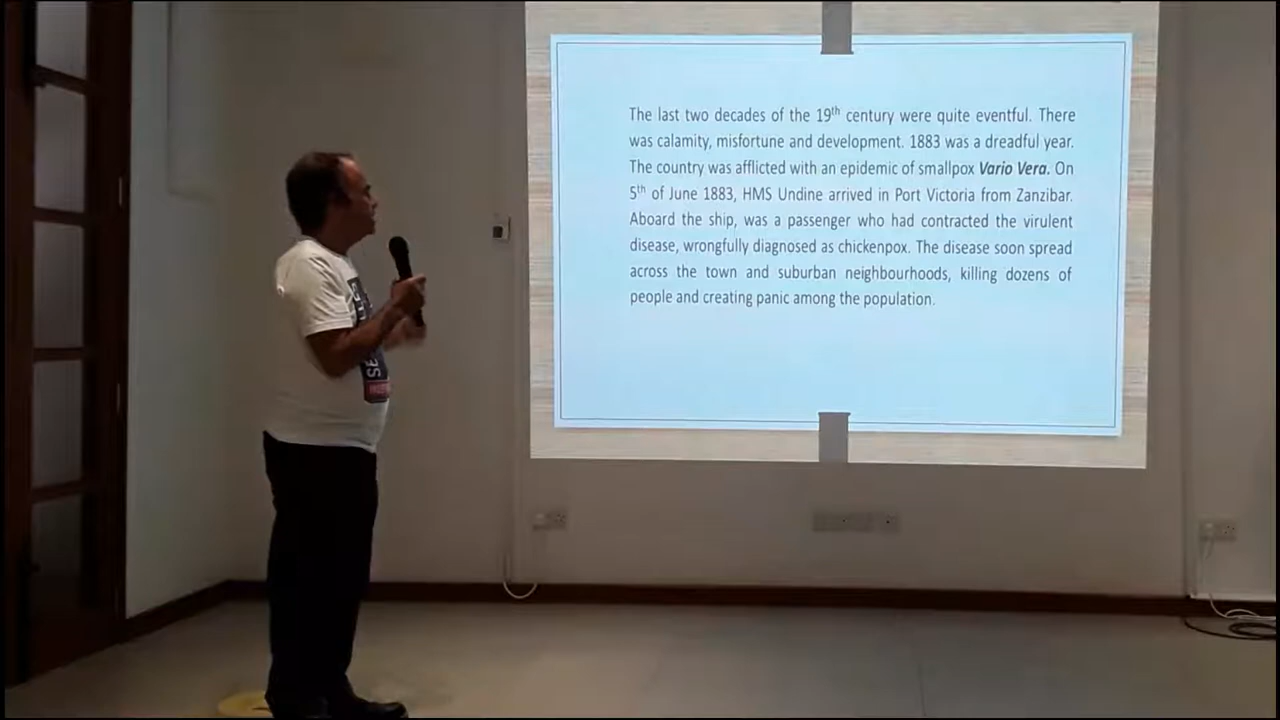 The last two decades of the 19th century were quite eventful. There
was calamity, misfortune and development. 1883 was a dreadful year.
The country was afflicted with an epidemic of smallpox Vario Vera. On
5th of June 1883, HMS Undine arrived in Port Victoria from Zanzibar.
Aboard the ship, was a passenger who had contracted the virulent
disease, wrongfully diagnosed as chickenpox. The disease soon spread
across the town and suburban neighbourhoods, killing dozens of
people and creating panic among the population.